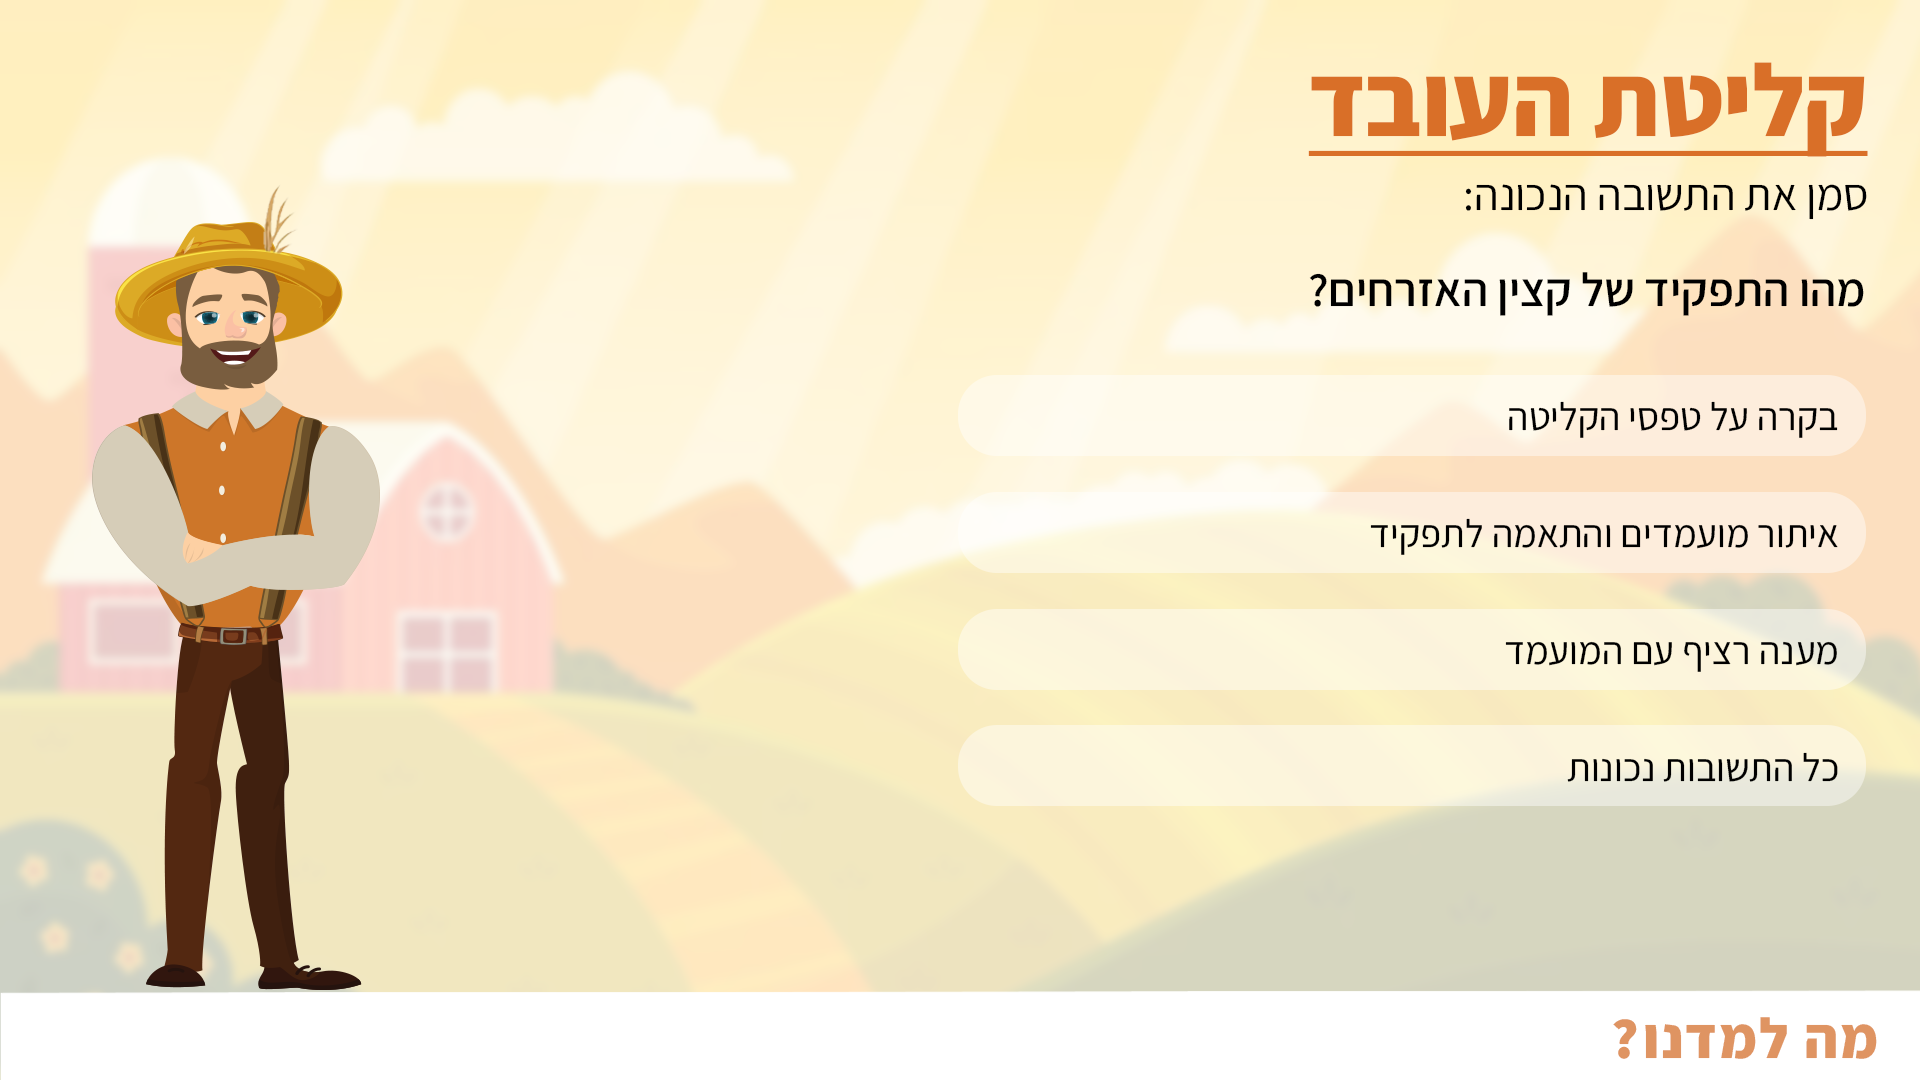 קליטת העובד
סמן את התשובה הנכונה:
מהו התפקיד של קצין האזרחים?
בקרה על טפסי הקליטה
איתור מועמדים והתאמה לתפקיד
מענה רציף עם המועמד
כל התשובות נכונות
מה למדנו?